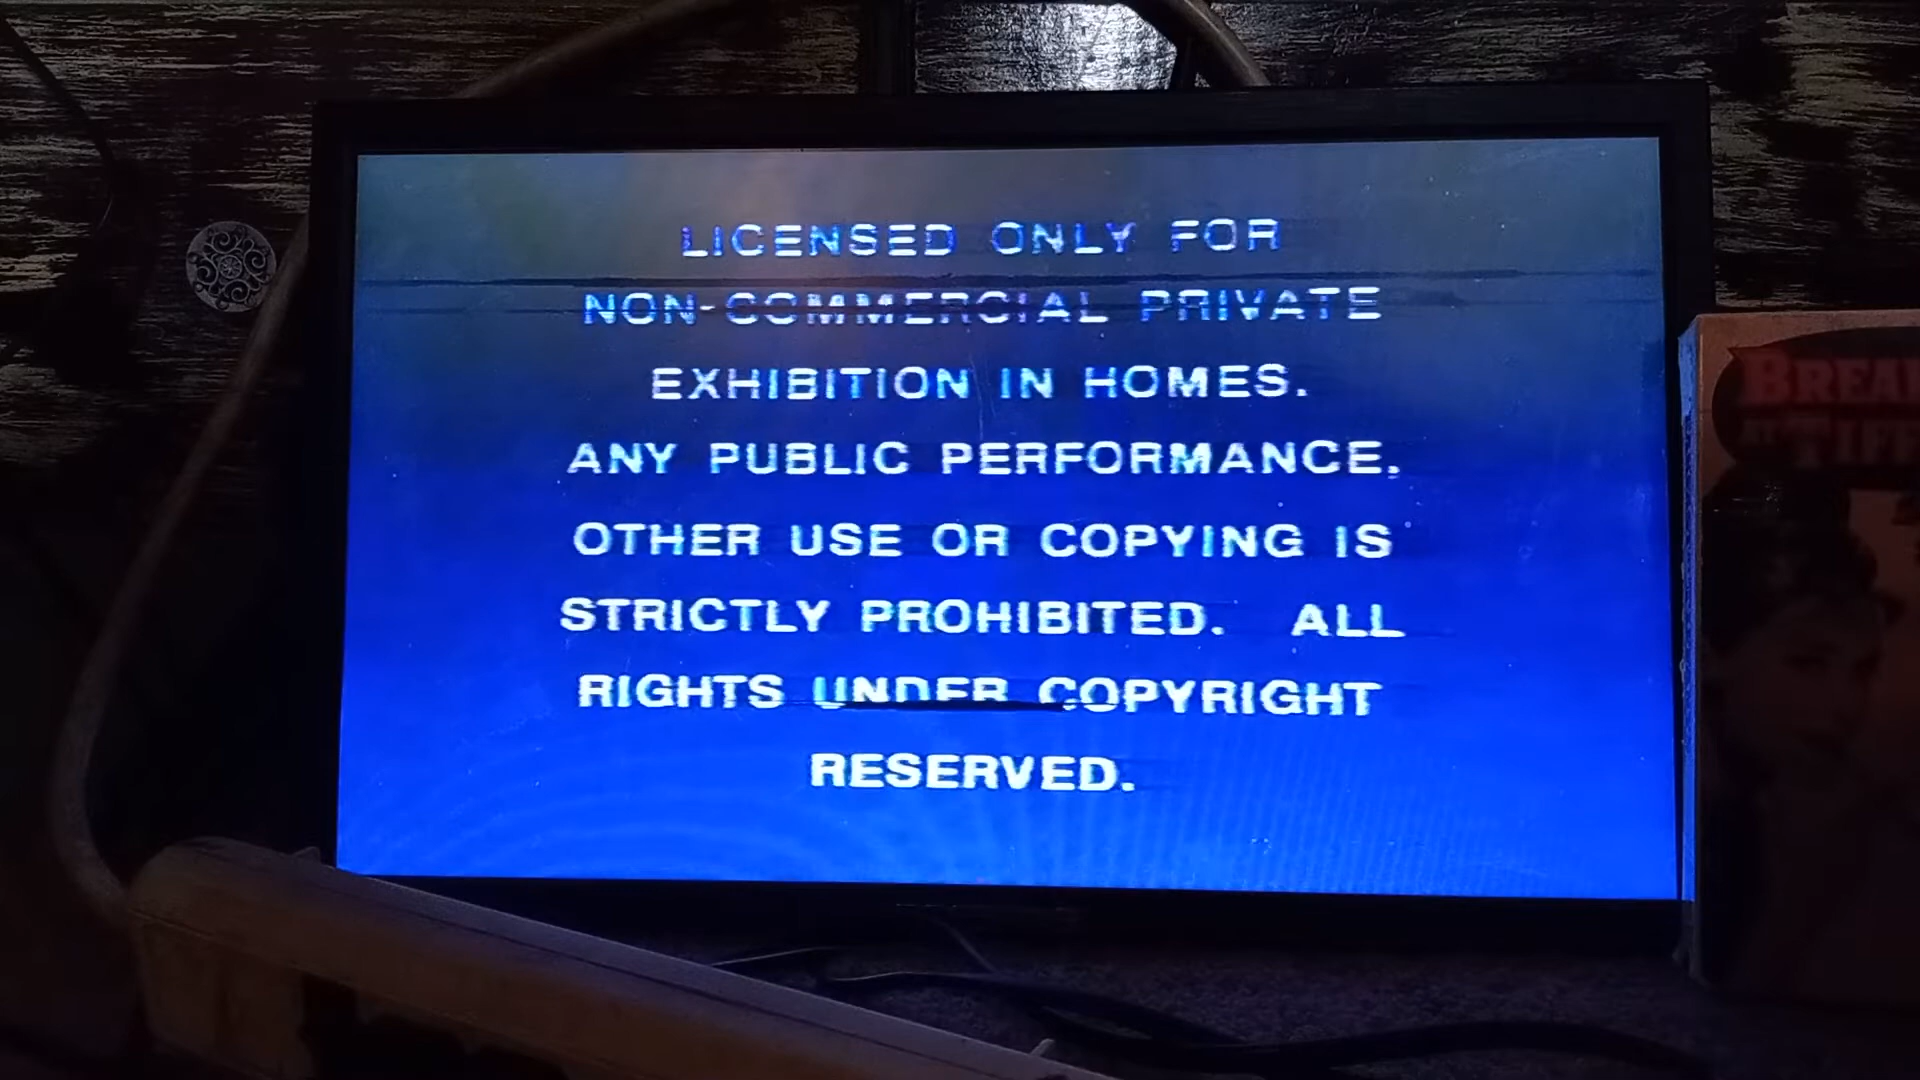 LICENSED ONLY FOR
NON-COMMERCIAL PRIVATE
EXHIBITION IN HOMES.
ANY PUBLIC PERFORMANCE,
OTHER USE OR COPYING IS
STRICTLY PROHIBITED. ALL
RIGHTS UNDER COPYRIGHT
RESERVED.